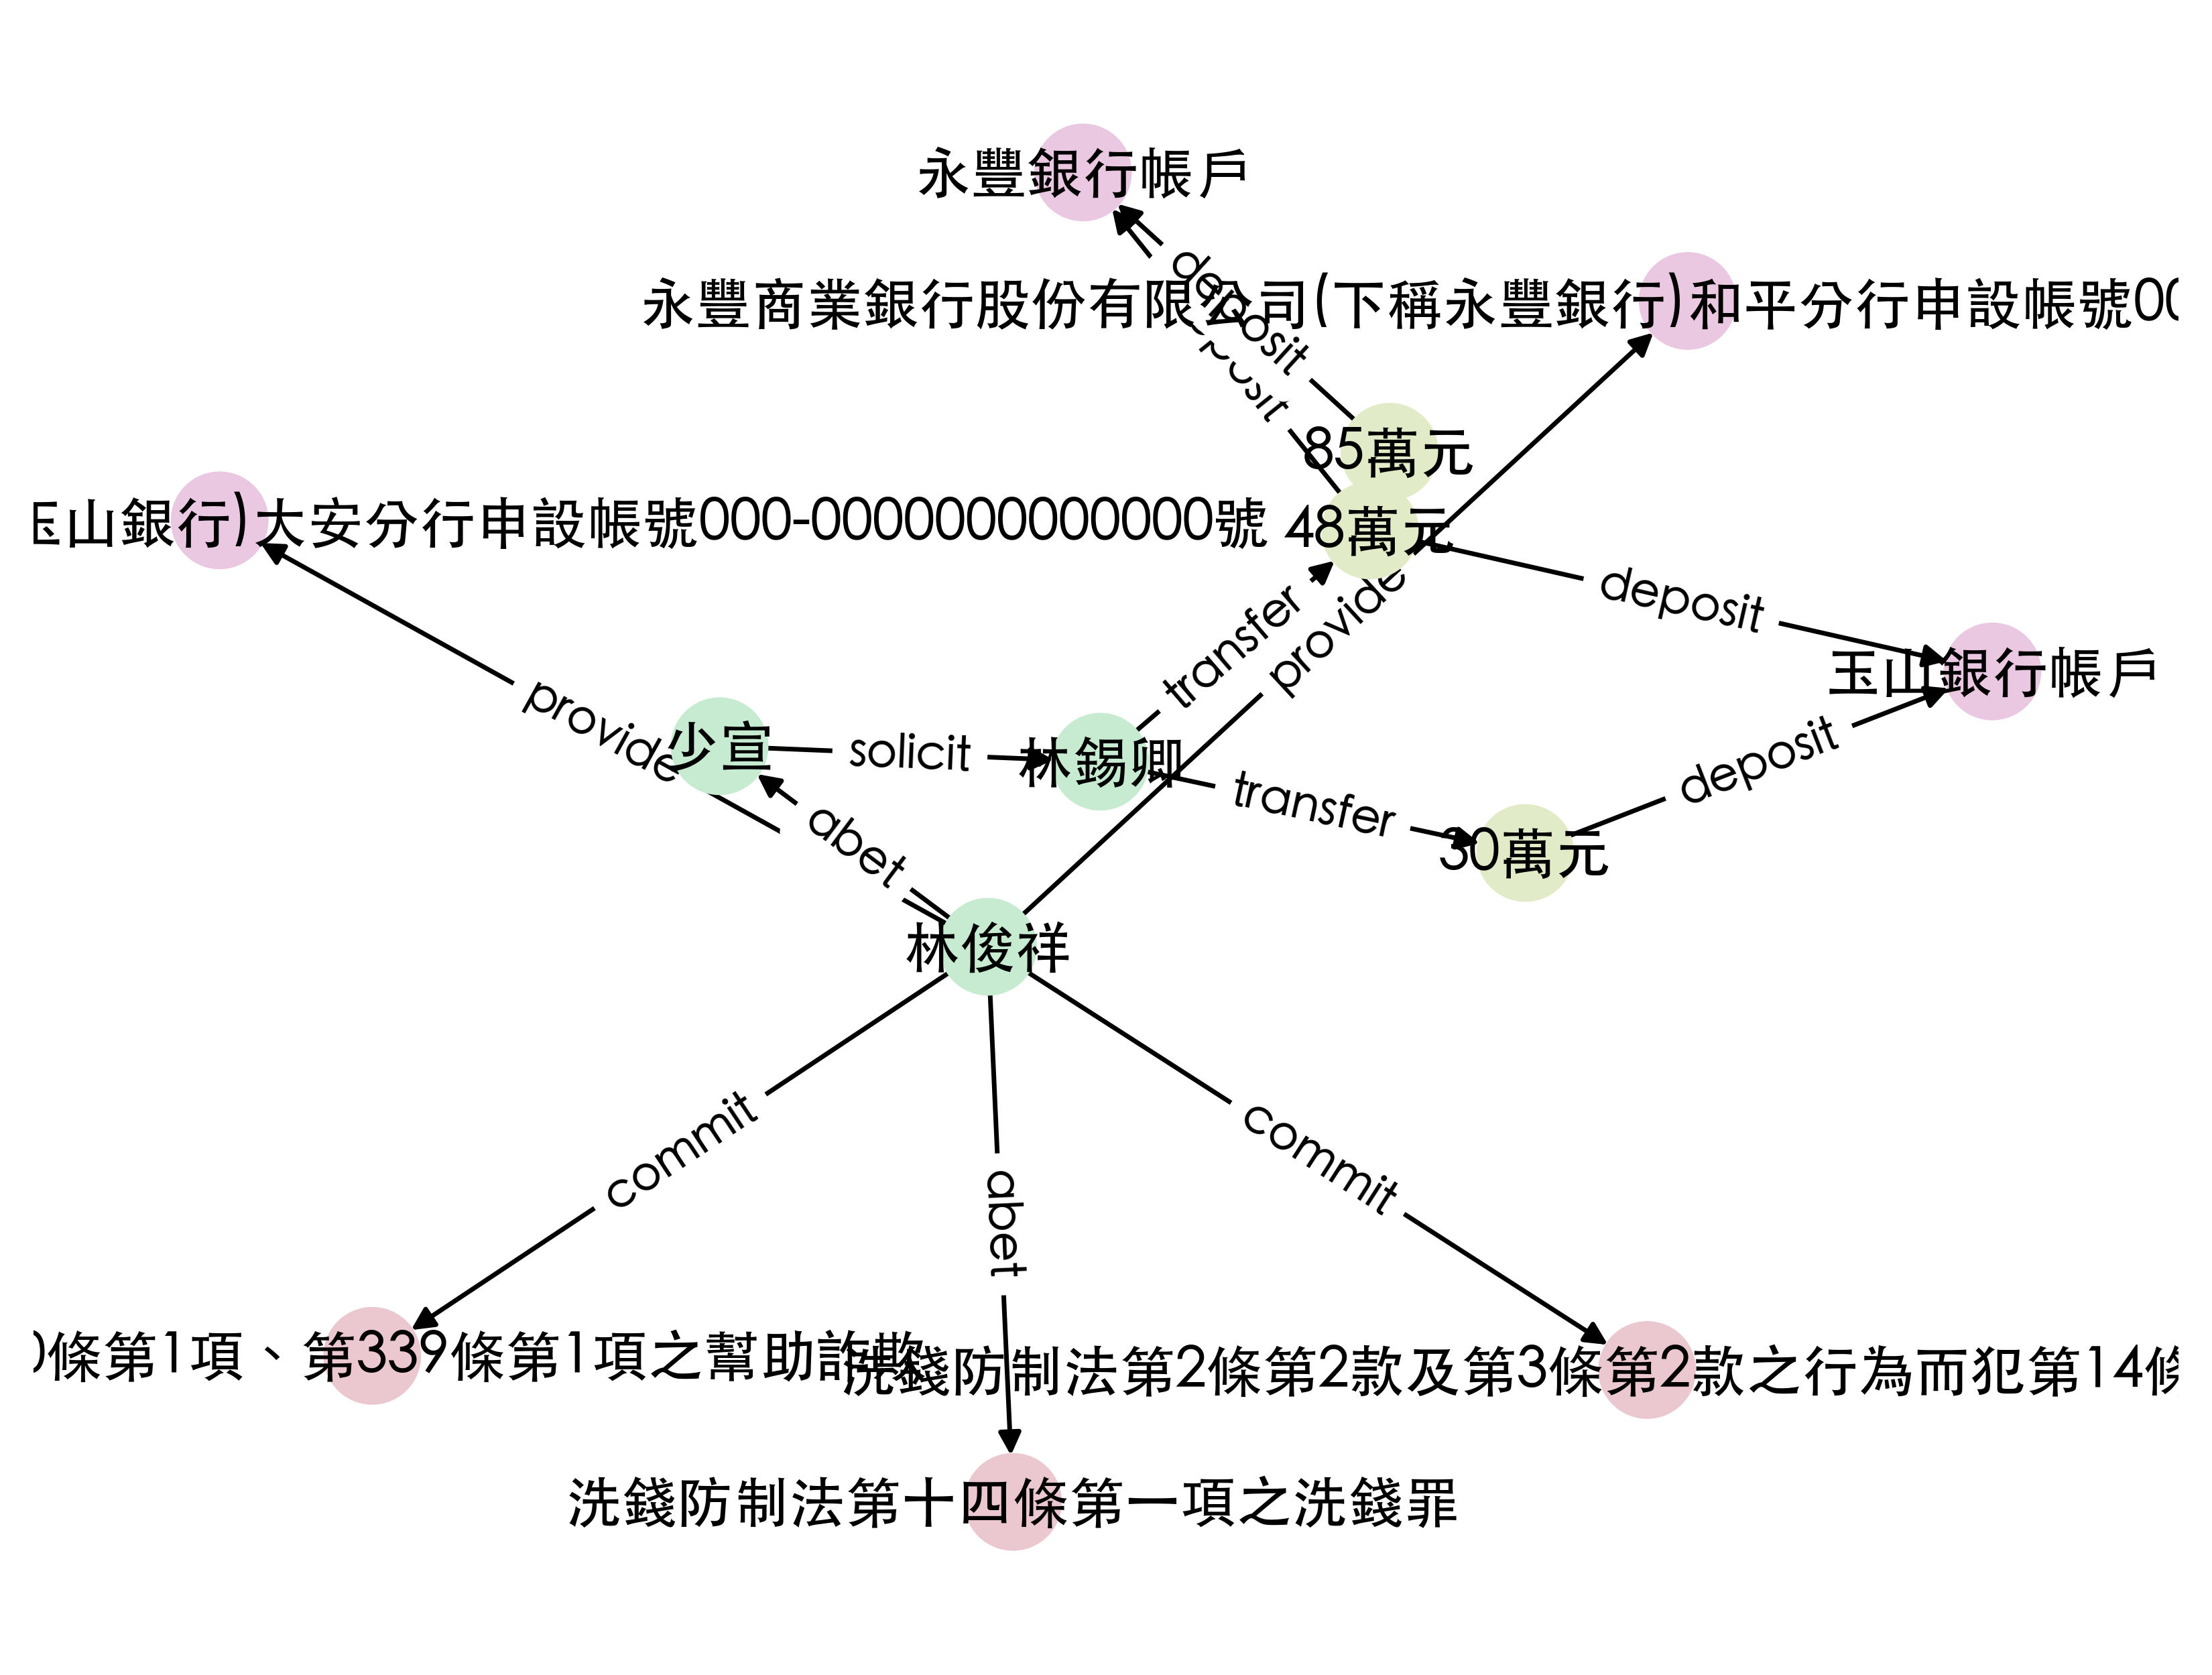 永豐銀行帳戶
deposit
永豐商業銀行股份有限公司(下稱永豐銀行)和平分行申設帳號00
85萬元
玉山銀行)大安分行申設帳號000-0000000000000號
48萬元
deposit
transfer
provide
玉山銀行帳戶
provide
少宣
solicit
林錫卿
transfer
deposit
abet
30萬元
林俊祥
commit
commit
abet
條第1項、第339條第1項之幫助詐欺
洗錢防制法第2條第2款及第3條第2款之行為而犯第14條
洗錢防制法第十四條第一項之洗錢罪